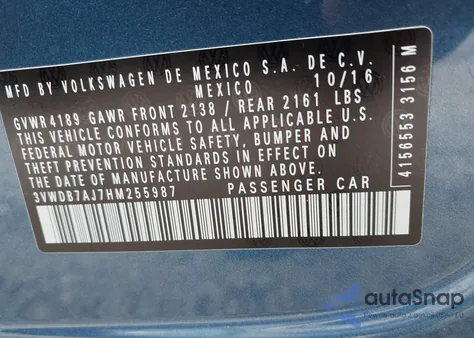 MFD BY VOLKSWAGEN DE MEXICO S.A. DE C.V.
MEXICO 10/16
GVWR 4189 GAWR FRONT 2138 / REAR 2161 LBS
THIS VEHICLE CONFORMS TO ALL APPLICABLE U.S.
FEDERAL MOTOR VEHICLE SAFETY, BUMPER AND
THEFT PREVENTION STANDARDS IN EFFECT ON
THE DATE OF MANUFACTURE SHOWN ABOVE.
3VWDB7AJ7HM255987 PASSENGER CAR
4156553 3156 M
autoSnap